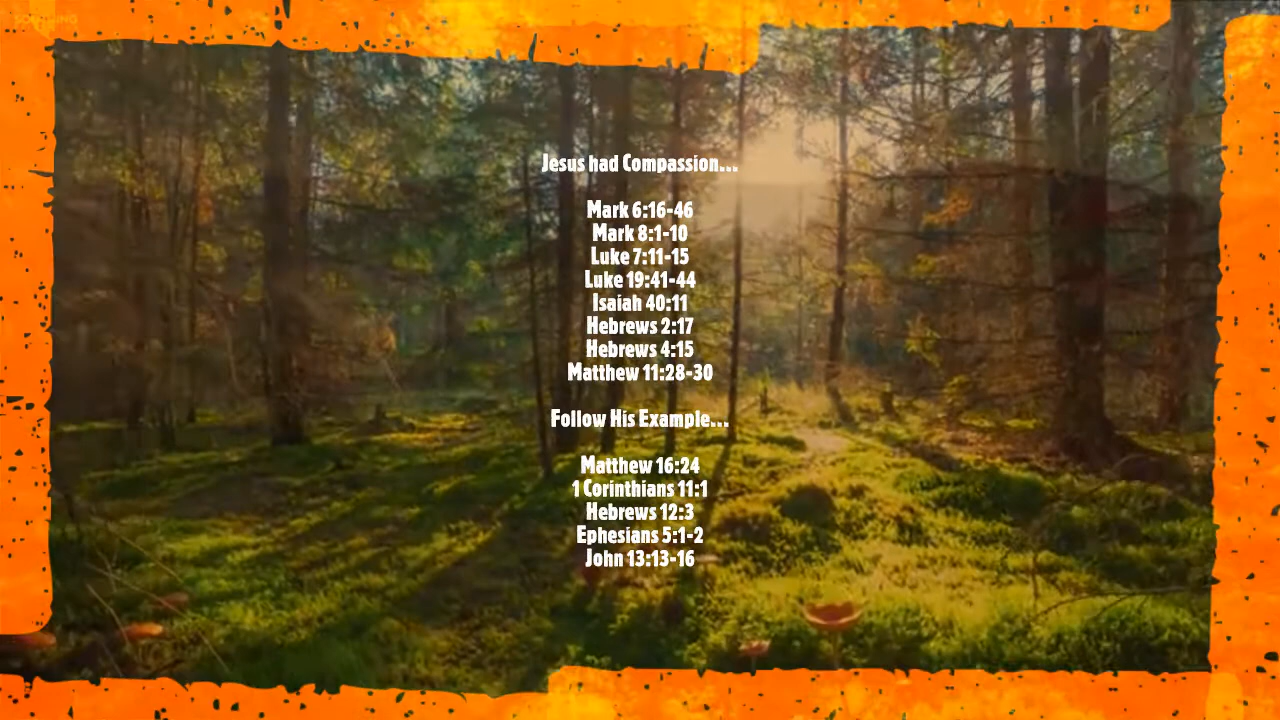 Jesus had Compassion...
Mark 6:16-46
Mark 8:1-10
Luke 7:11-15
Luke 19:41-44
Isaiah 40:11
Hebrews 2:17
Hebrews 4:15
Matthew 11:28-30
Follow His Example...
Matthew 16:24
1 Corinthians 11:1
Hebrews 12:3
Ephesians 5:1-2
John 13:13-16